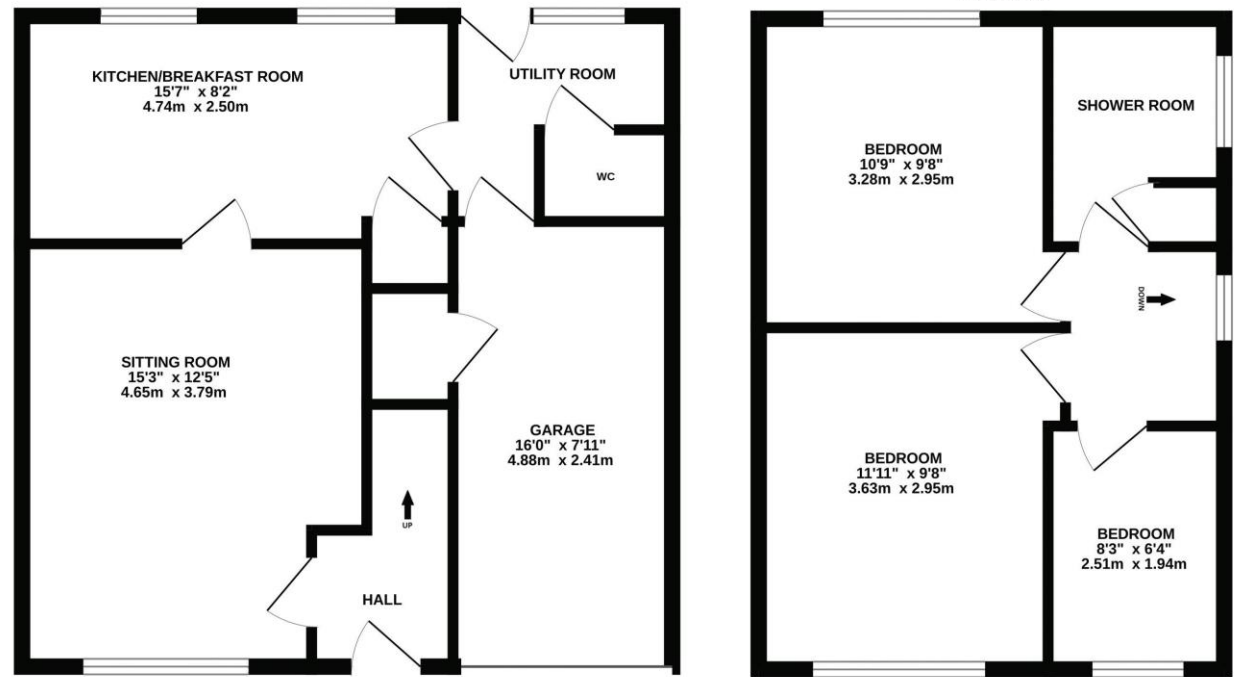 KITCHEN/BREAKFAST ROOM
15'7" x 8'2"
4.74m x 2.50m
UTILITY ROOM
WC
SITTING ROOM
15'3" x 12'5"
4.65m x 3.79m
GARAGE
16'0" x 7'11"
4.88m x 2.41m
UP
HALL
BEDROOM
10'9" x 9'8"
3.28m x 2.95m
SHOWER ROOM
DOWN
BEDROOM
11'11" x 9'8"
3.63m x 2.95m
BEDROOM
8'3" x 6'4"
2.51m x 1.94m